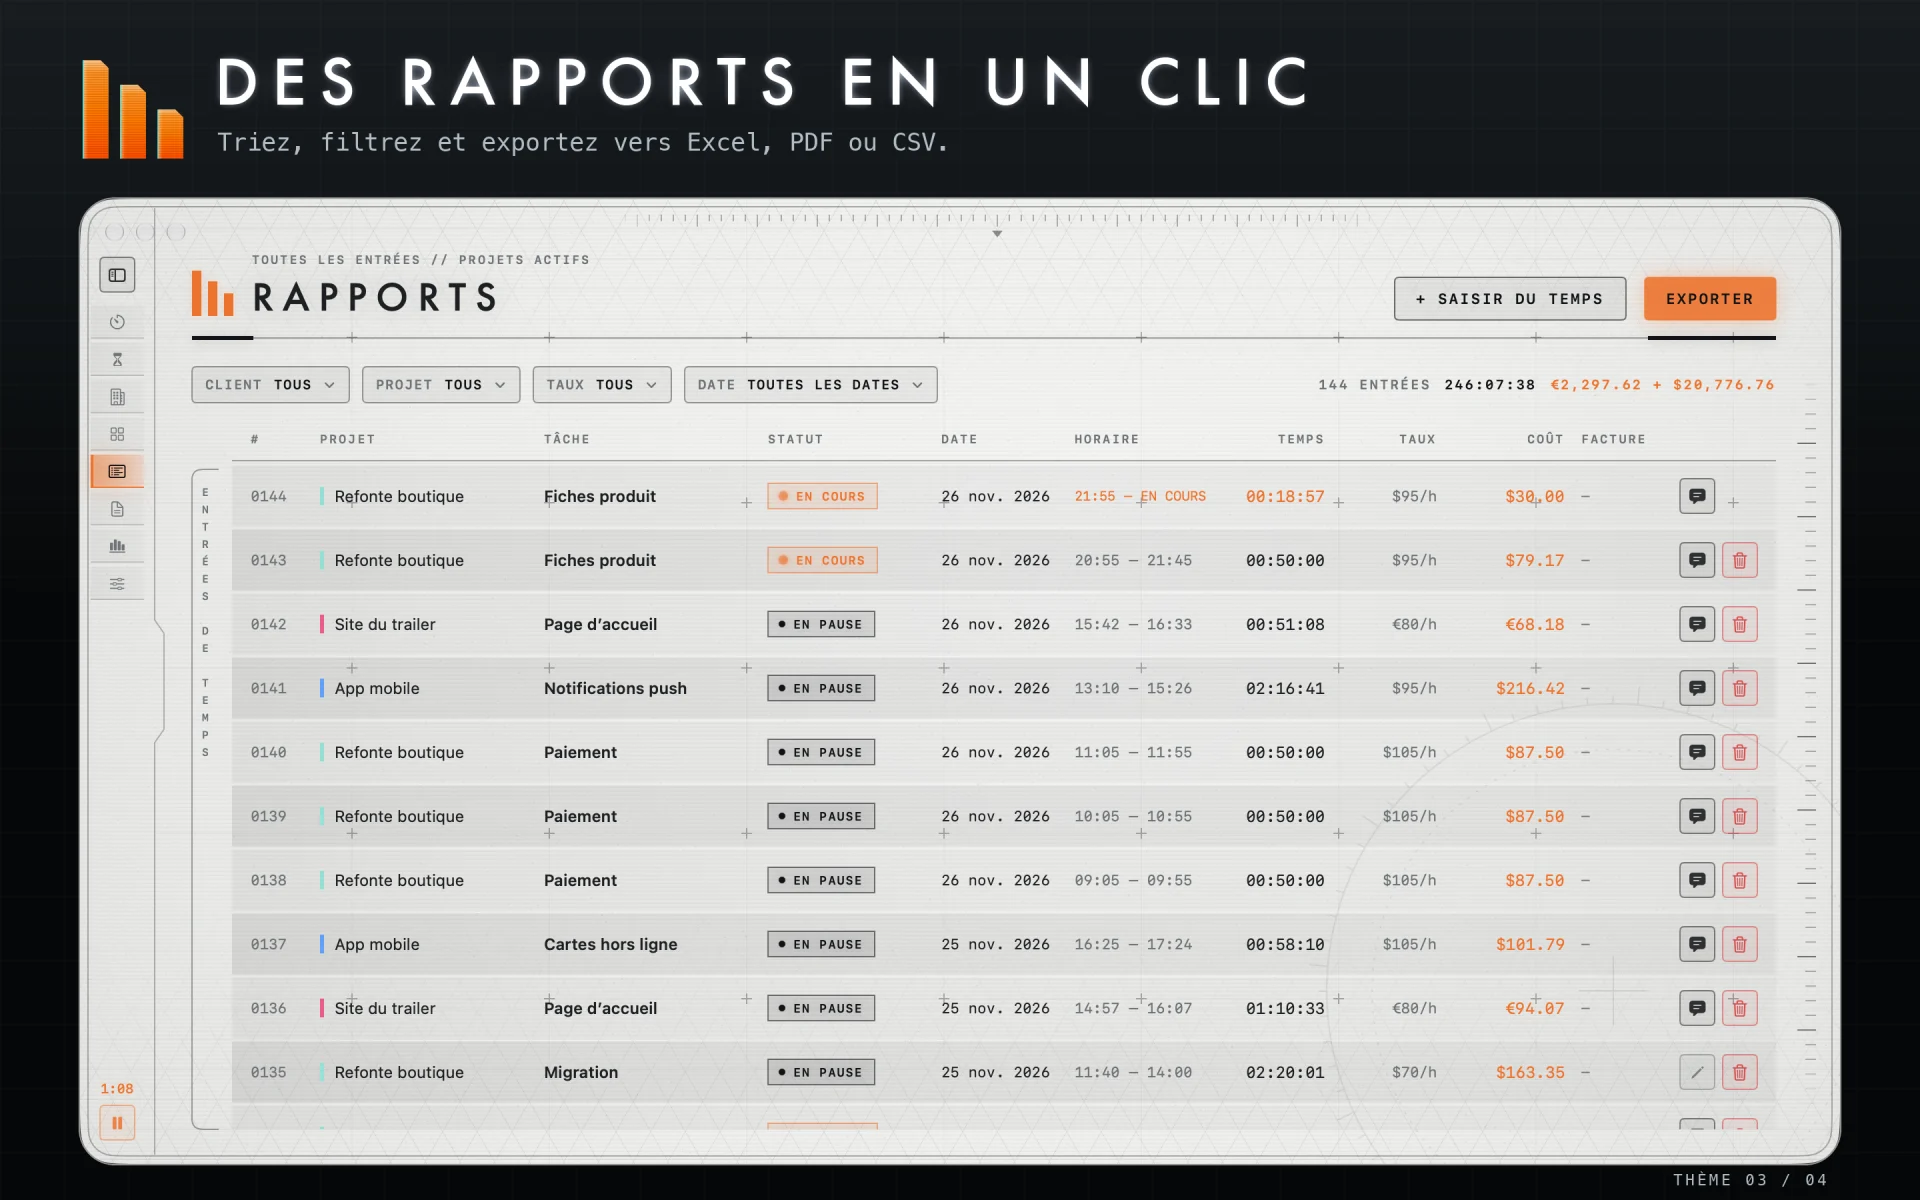 DES RAPPORTS EN UN CLIC
Triez, filtrez et exportez vers Excel, PDF ou CSV.
TOUTES LES ENTRÉES // PROJETS ACTIFS
RAPPORTS
+ SAISIR DU TEMPS
EXPORTER
CLIENT TOUS
PROJET TOUS
TAUX TOUS
DATE TOUTES LES DATES
144 ENTRÉES 246:07:38 €2,297.62 + $20,776.76
# PROJET TÂCHE STATUT DATE HORAIRE TEMPS TAUX COÛT FACTURE
ENTRÉES DE TEMPS
0144 Refonte boutique Fiches produit EN COURS 26 nov. 2026 21:55 — EN COURS 00:18:57 $95/h $30.00 –
0143 Refonte boutique Fiches produit EN COURS 26 nov. 2026 20:55 — 21:45 00:50:00 $95/h $79.17 –
0142 Site du trailer Page d’accueil EN PAUSE 26 nov. 2026 15:42 — 16:33 00:51:08 €80/h €68.18 –
0141 App mobile Notifications push EN PAUSE 26 nov. 2026 13:10 — 15:26 02:16:41 $95/h $216.42 –
0140 Refonte boutique Paiement EN PAUSE 26 nov. 2026 11:05 — 11:55 00:50:00 $105/h $87.50 –
0139 Refonte boutique Paiement EN PAUSE 26 nov. 2026 10:05 — 10:55 00:50:00 $105/h $87.50 –
0138 Refonte boutique Paiement EN PAUSE 26 nov. 2026 09:05 — 09:55 00:50:00 $105/h $87.50 –
0137 App mobile Cartes hors ligne EN PAUSE 25 nov. 2026 16:25 — 17:24 00:58:10 $105/h $101.79 –
0136 Site du trailer Page d’accueil EN PAUSE 25 nov. 2026 14:57 — 16:07 01:10:33 €80/h €94.07 –
0135 Refonte boutique Migration EN PAUSE 25 nov. 2026 11:40 — 14:00 02:20:01 $70/h $163.35 –
1:08
THÈME 03 / 04